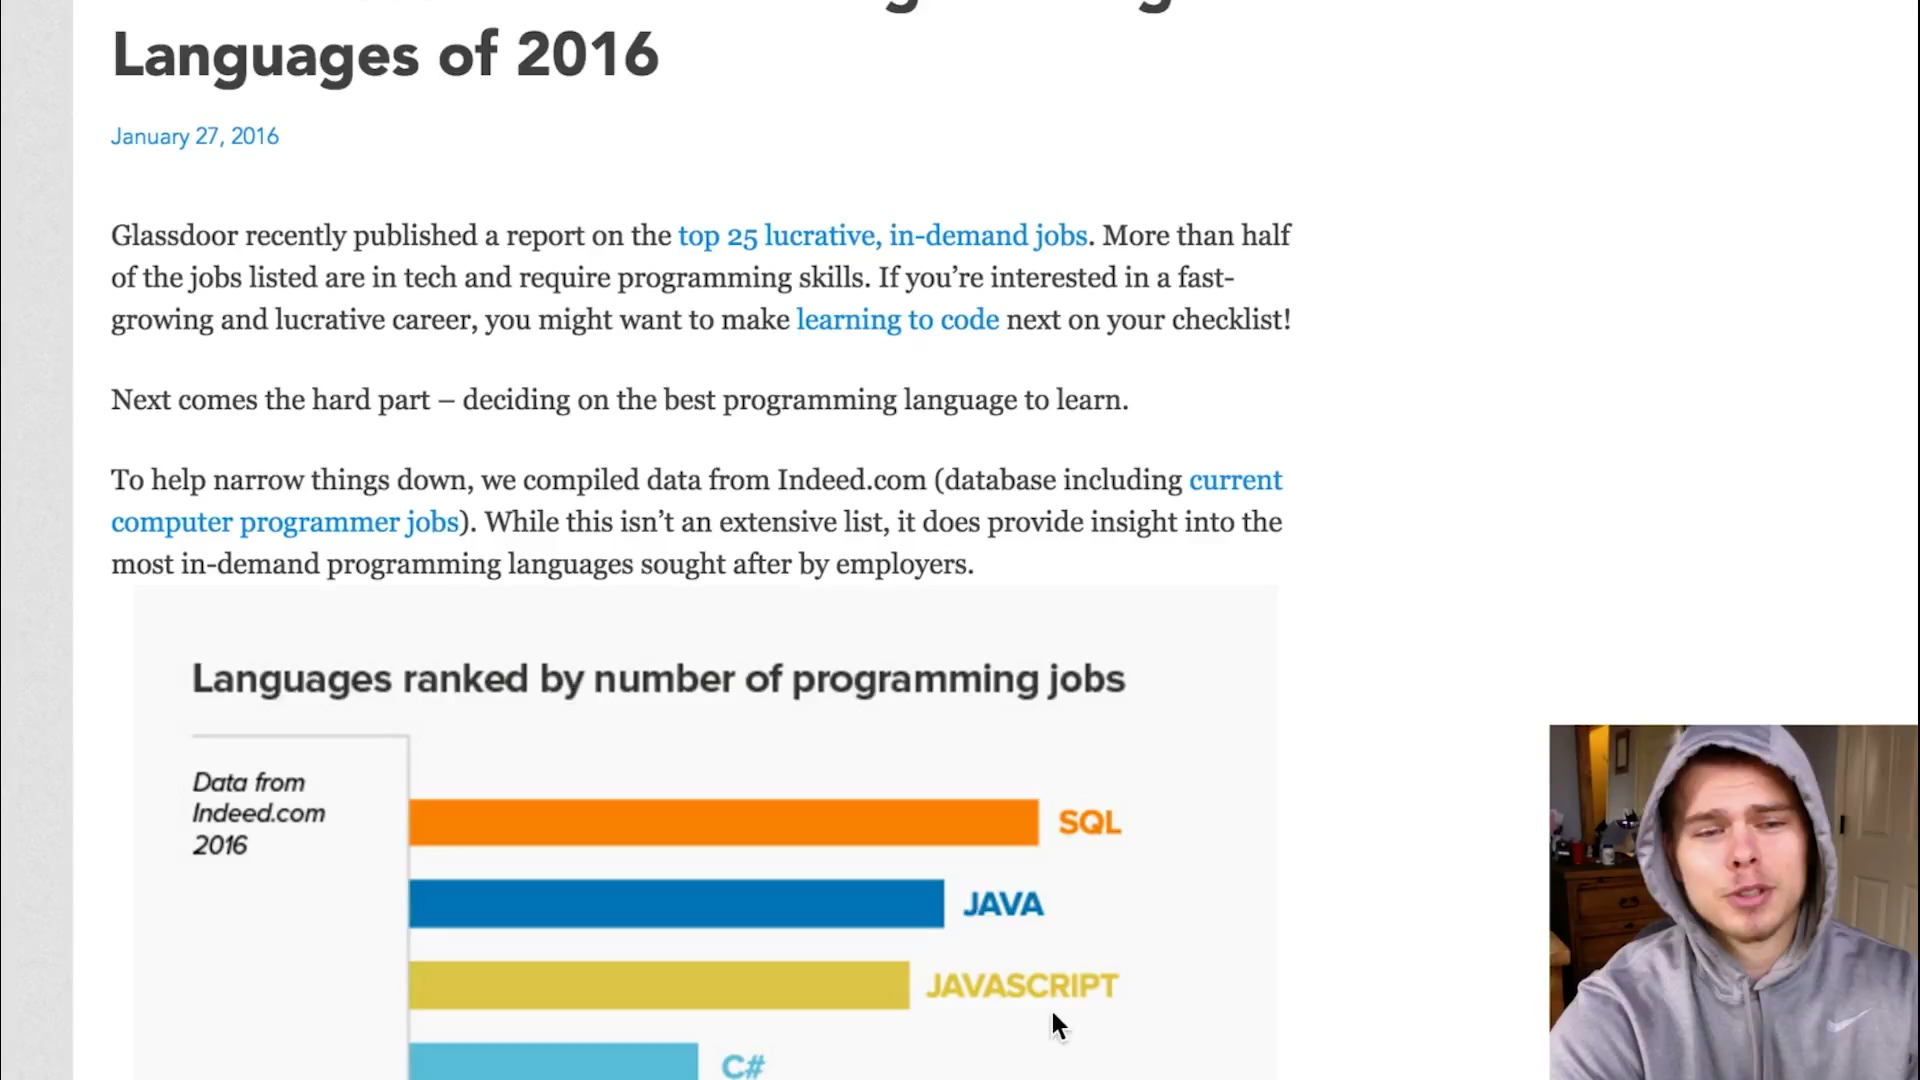 Languages of 2016
January 27, 2016
Glassdoor recently published a report on the top 25 lucrative, in-demand jobs. More than half
of the jobs listed are in tech and require programming skills. If you’re interested in a fast-
growing and lucrative career, you might want to make learning to code next on your checklist!
Next comes the hard part – deciding on the best programming language to learn.
To help narrow things down, we compiled data from Indeed.com (database including current
computer programmer jobs). While this isn’t an extensive list, it does provide insight into the
most in-demand programming languages sought after by employers.
Languages ranked by number of programming jobs
Data from
Indeed.com
2016
SQL
JAVA
JAVASCRIPT
C#